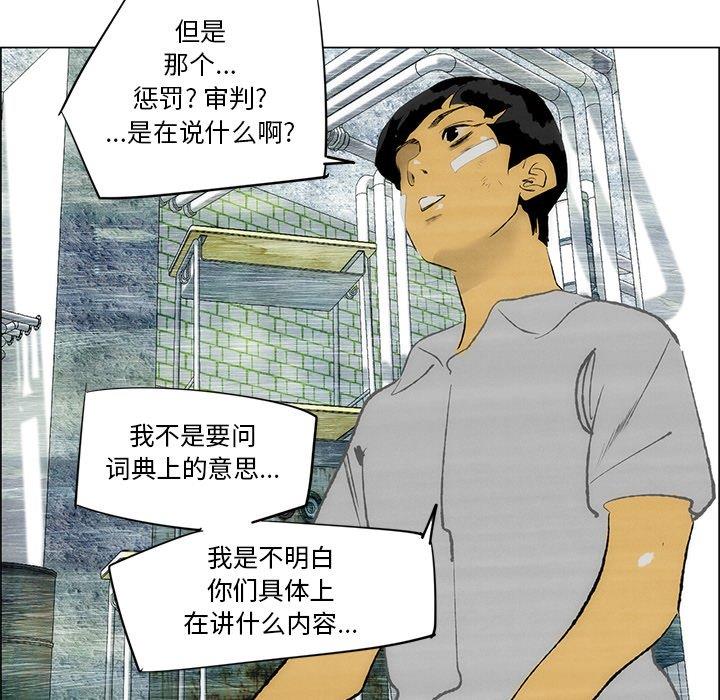 但是
那个...
惩罚? 审判?
...是在说什么啊?
我不是要问
词典上的意思...
我是不明白
你们具体上
在讲什么内容...